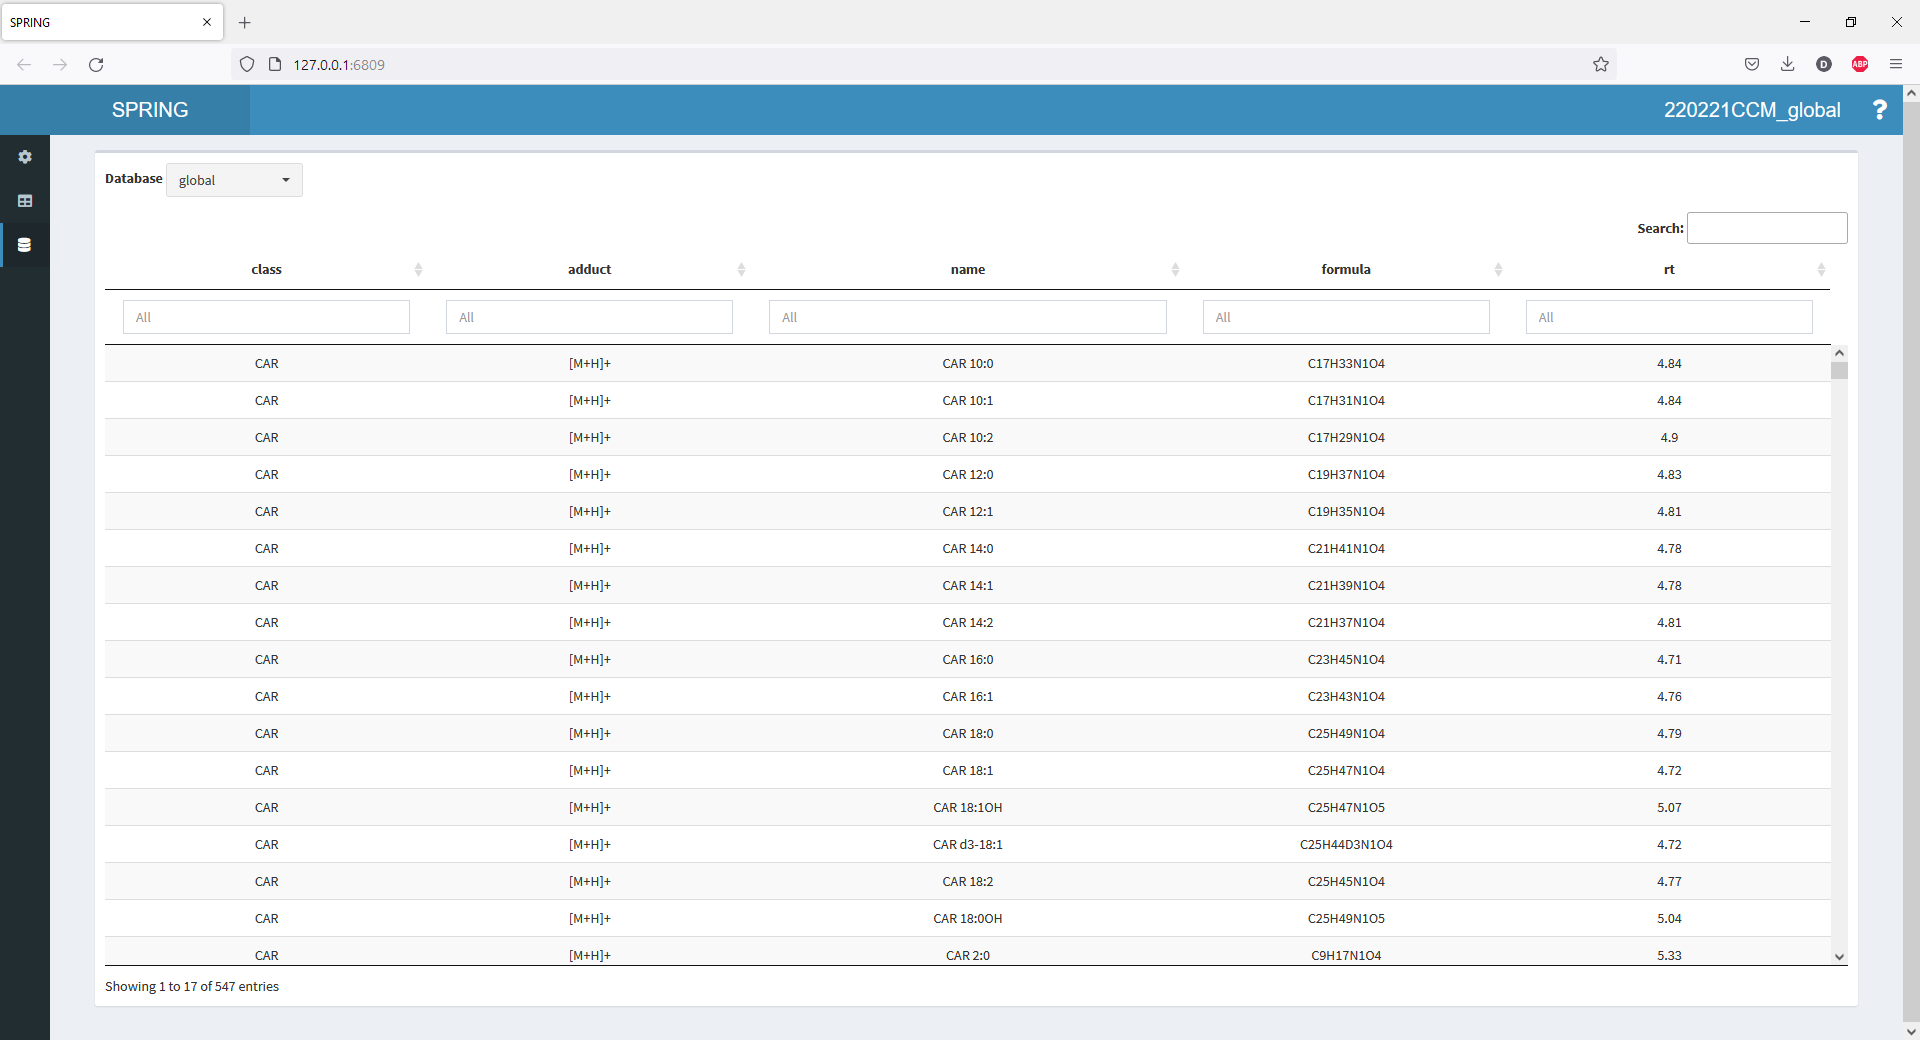 SPRING
127.0.0.1:6809
D
ABP
SPRING
220221CCM_global
?
Database global
Search:
class adduct name formula rt
All All All All All
CAR [M+H]+ CAR 10:0 C17H33N1O4 4.84
CAR [M+H]+ CAR 10:1 C17H31N1O4 4.84
CAR [M+H]+ CAR 10:2 C17H29N1O4 4.9
CAR [M+H]+ CAR 12:0 C19H37N1O4 4.83
CAR [M+H]+ CAR 12:1 C19H35N1O4 4.81
CAR [M+H]+ CAR 14:0 C21H41N1O4 4.78
CAR [M+H]+ CAR 14:1 C21H39N1O4 4.78
CAR [M+H]+ CAR 14:2 C21H37N1O4 4.81
CAR [M+H]+ CAR 16:0 C23H45N1O4 4.71
CAR [M+H]+ CAR 16:1 C23H43N1O4 4.76
CAR [M+H]+ CAR 18:0 C25H49N1O4 4.79
CAR [M+H]+ CAR 18:1 C25H47N1O4 4.72
CAR [M+H]+ CAR 18:1OH C25H47N1O5 5.07
CAR [M+H]+ CAR d3-18:1 C25H44D3N1O4 4.72
CAR [M+H]+ CAR 18:2 C25H45N1O4 4.77
CAR [M+H]+ CAR 18:0OH C25H49N1O5 5.04
CAR [M+H]+ CAR 2:0 C9H17N1O4 5.33
Showing 1 to 17 of 547 entries